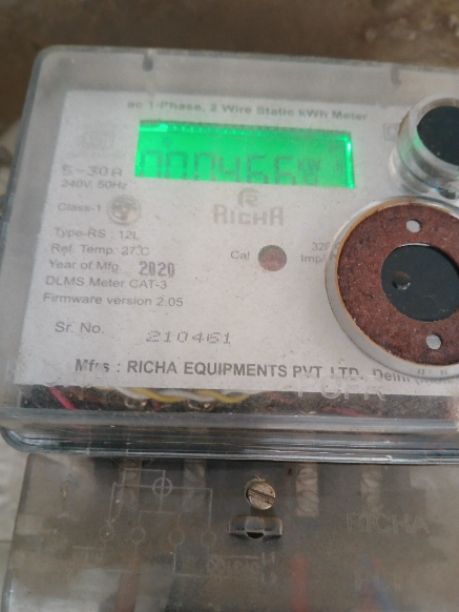 ac 1-Phase, 2 Wire Static kWh Meter
5-30A
240V, 50Hz
Class-1
RICHA
Type-RS : 12L
Ref. Temp. 27°C
Cal
Imp/
Year of Mfg. 2020
DLMS Meter CAT-3
Firmware version 2.05
Sr. No. 210461
Mfrs : RICHA EQUIPMENTS PVT. LTD., Delhi
RICHA